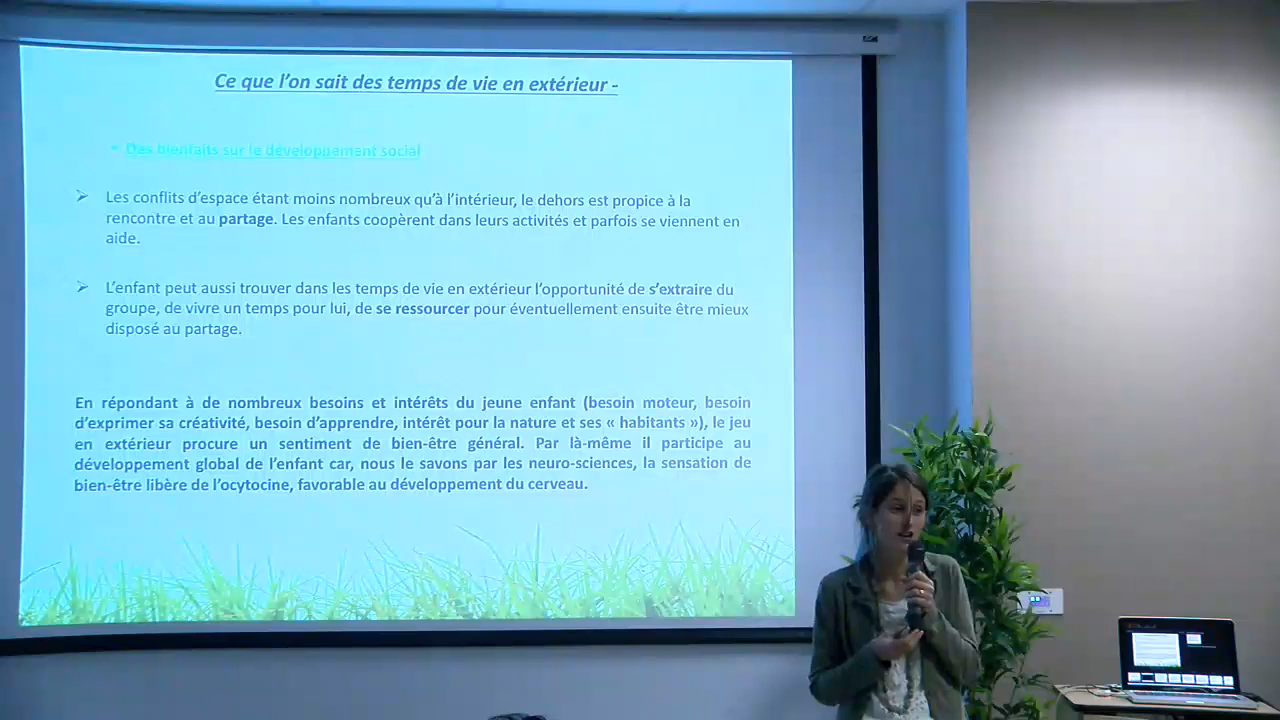 Ce que l'on sait des temps de vie en extérieur -
• Des bienfaits sur le développement social
➢ Les conflits d'espace étant moins nombreux qu'à l'intérieur, le dehors est propice à la
rencontre et au partage. Les enfants coopèrent dans leurs activités et parfois se viennent en
aide.
➢ L'enfant peut aussi trouver dans les temps de vie en extérieur l'opportunité de s'extraire du
groupe, de vivre un temps pour lui, de se ressourcer pour éventuellement ensuite être mieux
disposé au partage.
En répondant à de nombreux besoins et intérêts du jeune enfant (besoin moteur, besoin
d'exprimer sa créativité, besoin d'apprendre, intérêt pour la nature et ses « habitants »), le jeu
en extérieur procure un sentiment de bien-être général. Par là-même il participe au
développement global de l'enfant car, nous le savons par les neuro-sciences, la sensation de
bien-être libère de l'ocytocine, favorable au développement du cerveau.